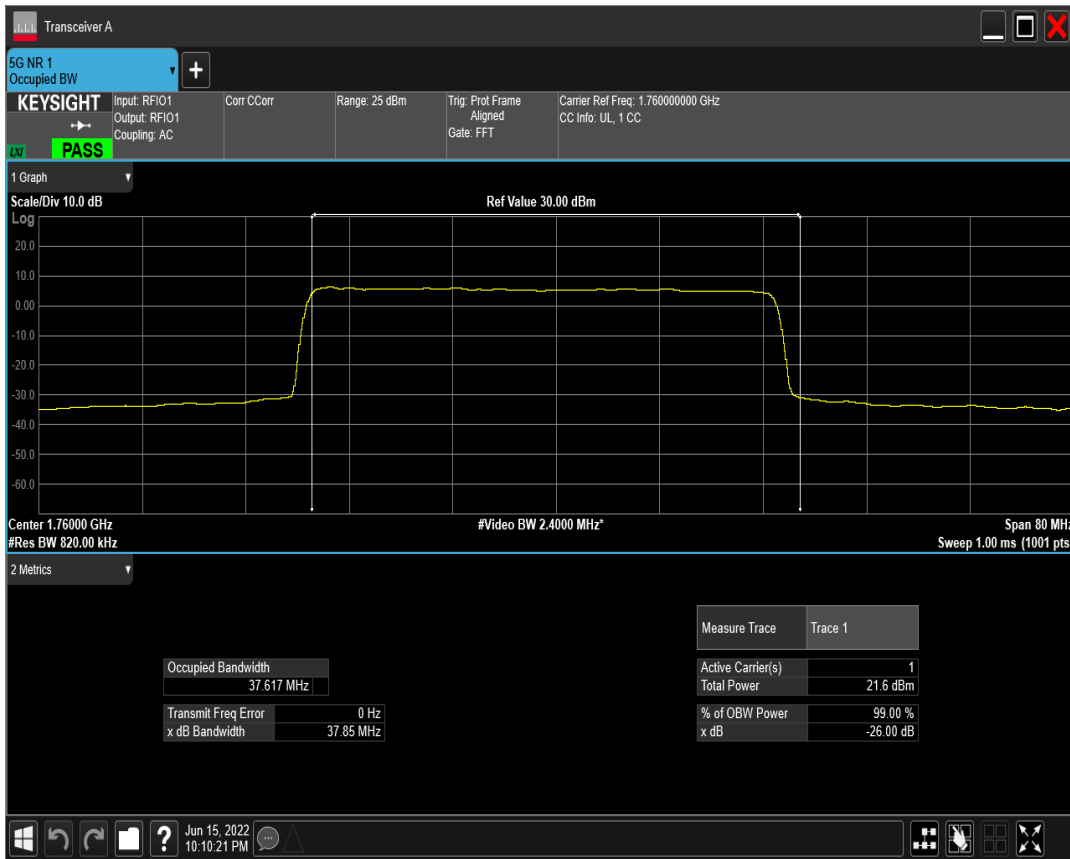 Transceiver A
5G NR 1
Occupied BW
+
KEYSIGHT
LXI
PASS
Input: RFIO1
Output: RFIO1
Coupling: AC
Corr CCorr
Range: 25 dBm
Trig: Prot Frame
Aligned
Gate: FFT
Carrier Ref Freq: 1.760000000 GHz
CC Info: UL, 1 CC
1 Graph
Scale/Div 10.0 dB
Ref Value 30.00 dBm
Log
20.0
10.0
0.00
-10.0
-20.0
-30.0
-40.0
-50.0
-60.0
Center 1.76000 GHz
#Video BW 2.4000 MHz*
Span 80 MHz
#Res BW 820.00 kHz
Sweep 1.00 ms (1001 pts
2 Metrics
Measure Trace Trace 1
Occupied Bandwidth
37.617 MHz
Active Carrier(s) 1
Total Power 21.6 dBm
Transmit Freq Error 0 Hz
x dB Bandwidth 37.85 MHz
% of OBW Power 99.00 %
x dB -26.00 dB
?
Jun 15, 2022
10:10:21 PM